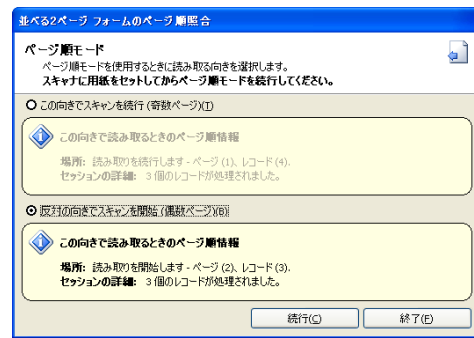 並べる2ページ フォームのページ順照合
ページ順モード
ページ順モードを使用するときに読み取る向きを選択します。
スキャナに用紙をセットしてからページ順モードを続行してください。
この向きでスキャンを続行 (奇数ページ)(T)
この向きで読み取るときのページ順情報
場所: 読み取りを続行します - ページ (1)、レコード (4).
セッションの詳細: 3 個のレコードが処理されました。
反対の向きでスキャンを開始 (偶数ページ)(B)
この向きで読み取るときのページ順情報
場所: 読み取りを開始します - ページ (2)、レコード (3).
セッションの詳細: 3 個のレコードが処理されました。
続行(C) 終了(E)